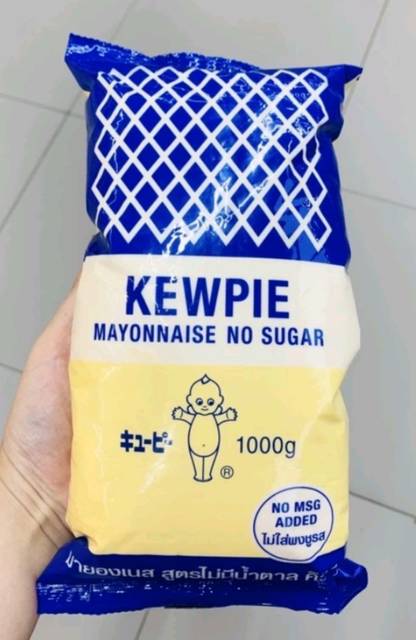 KEWPIE
MAYONNAISE NO SUGAR
キユーピー
1000g
®
NO MSG
ADDED
ไม่ใส่ผงชูรส
มายองเนส สูตรไม่มีน้ำตาล